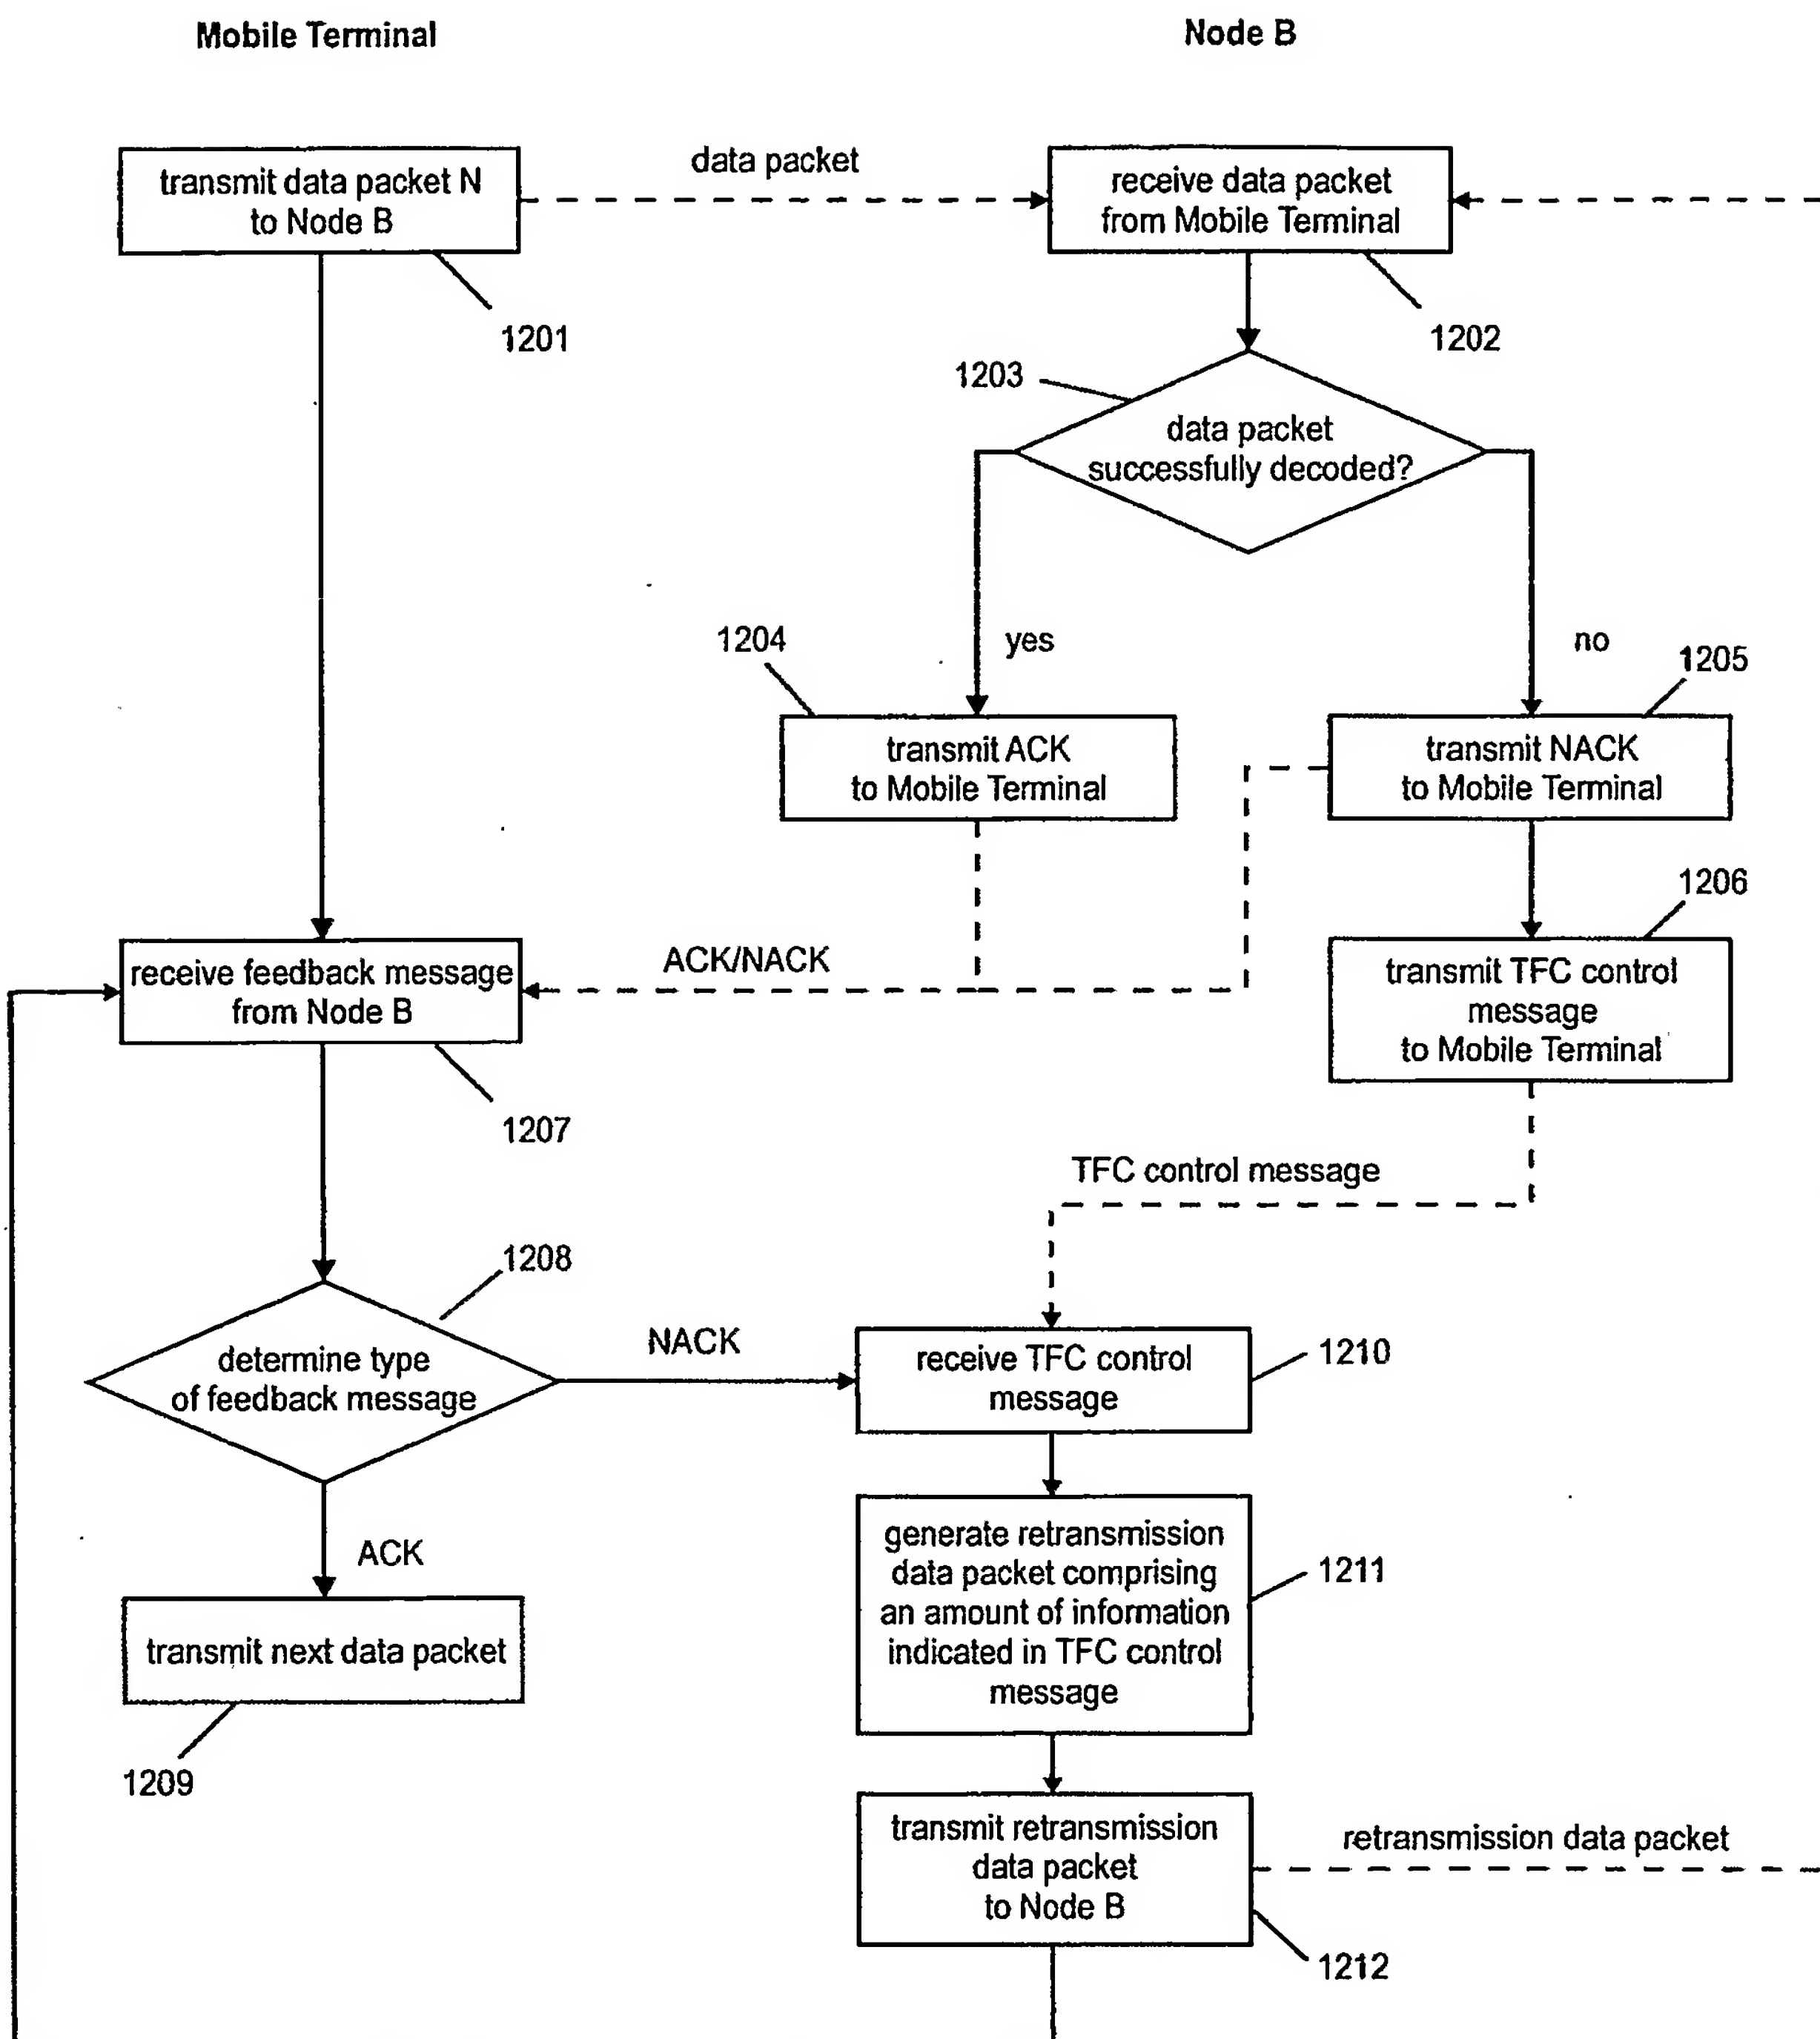 Mobile Terminal
Node B
transmit data packet N
to Node B
data packet
receive data packet
from Mobile Terminal
1201
1202
1203
data packet
successfully decoded?
yes
no
1204
1205
transmit ACK
to Mobile Terminal
transmit NACK
to Mobile Terminal
1206
receive feedback message
from Node B
ACK/NACK
transmit TFC control
message
to Mobile Terminal
1207
TFC control message
1208
determine type
of feedback message
NACK
receive TFC control
message
1210
ACK
generate retransmission
data packet comprising
an amount of information
indicated in TFC control
message
1211
transmit next data packet
1209
transmit retransmission
data packet
to Node B
retransmission data packet
1212